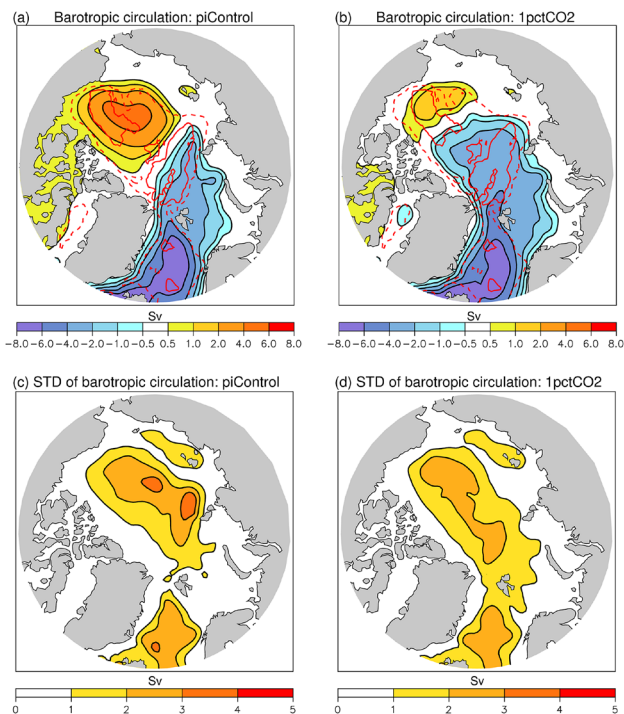 (a) Barotropic circulation: piControl
(b) Barotropic circulation: 1pctCO2
Sv
−8.0 −6.0 −4.0 −2.0 −1.0 −0.5 0.5 1.0 2.0 4.0 6.0 8.0
Sv
−8.0 −6.0 −4.0 −2.0 −1.0 −0.5 0.5 1.0 2.0 4.0 6.0 8.0
(c) STD of barotropic circulation: piControl
(d) STD of barotropic circulation: 1pctCO2
Sv
0 1 2 3 4 5
Sv
0 1 2 3 4 5